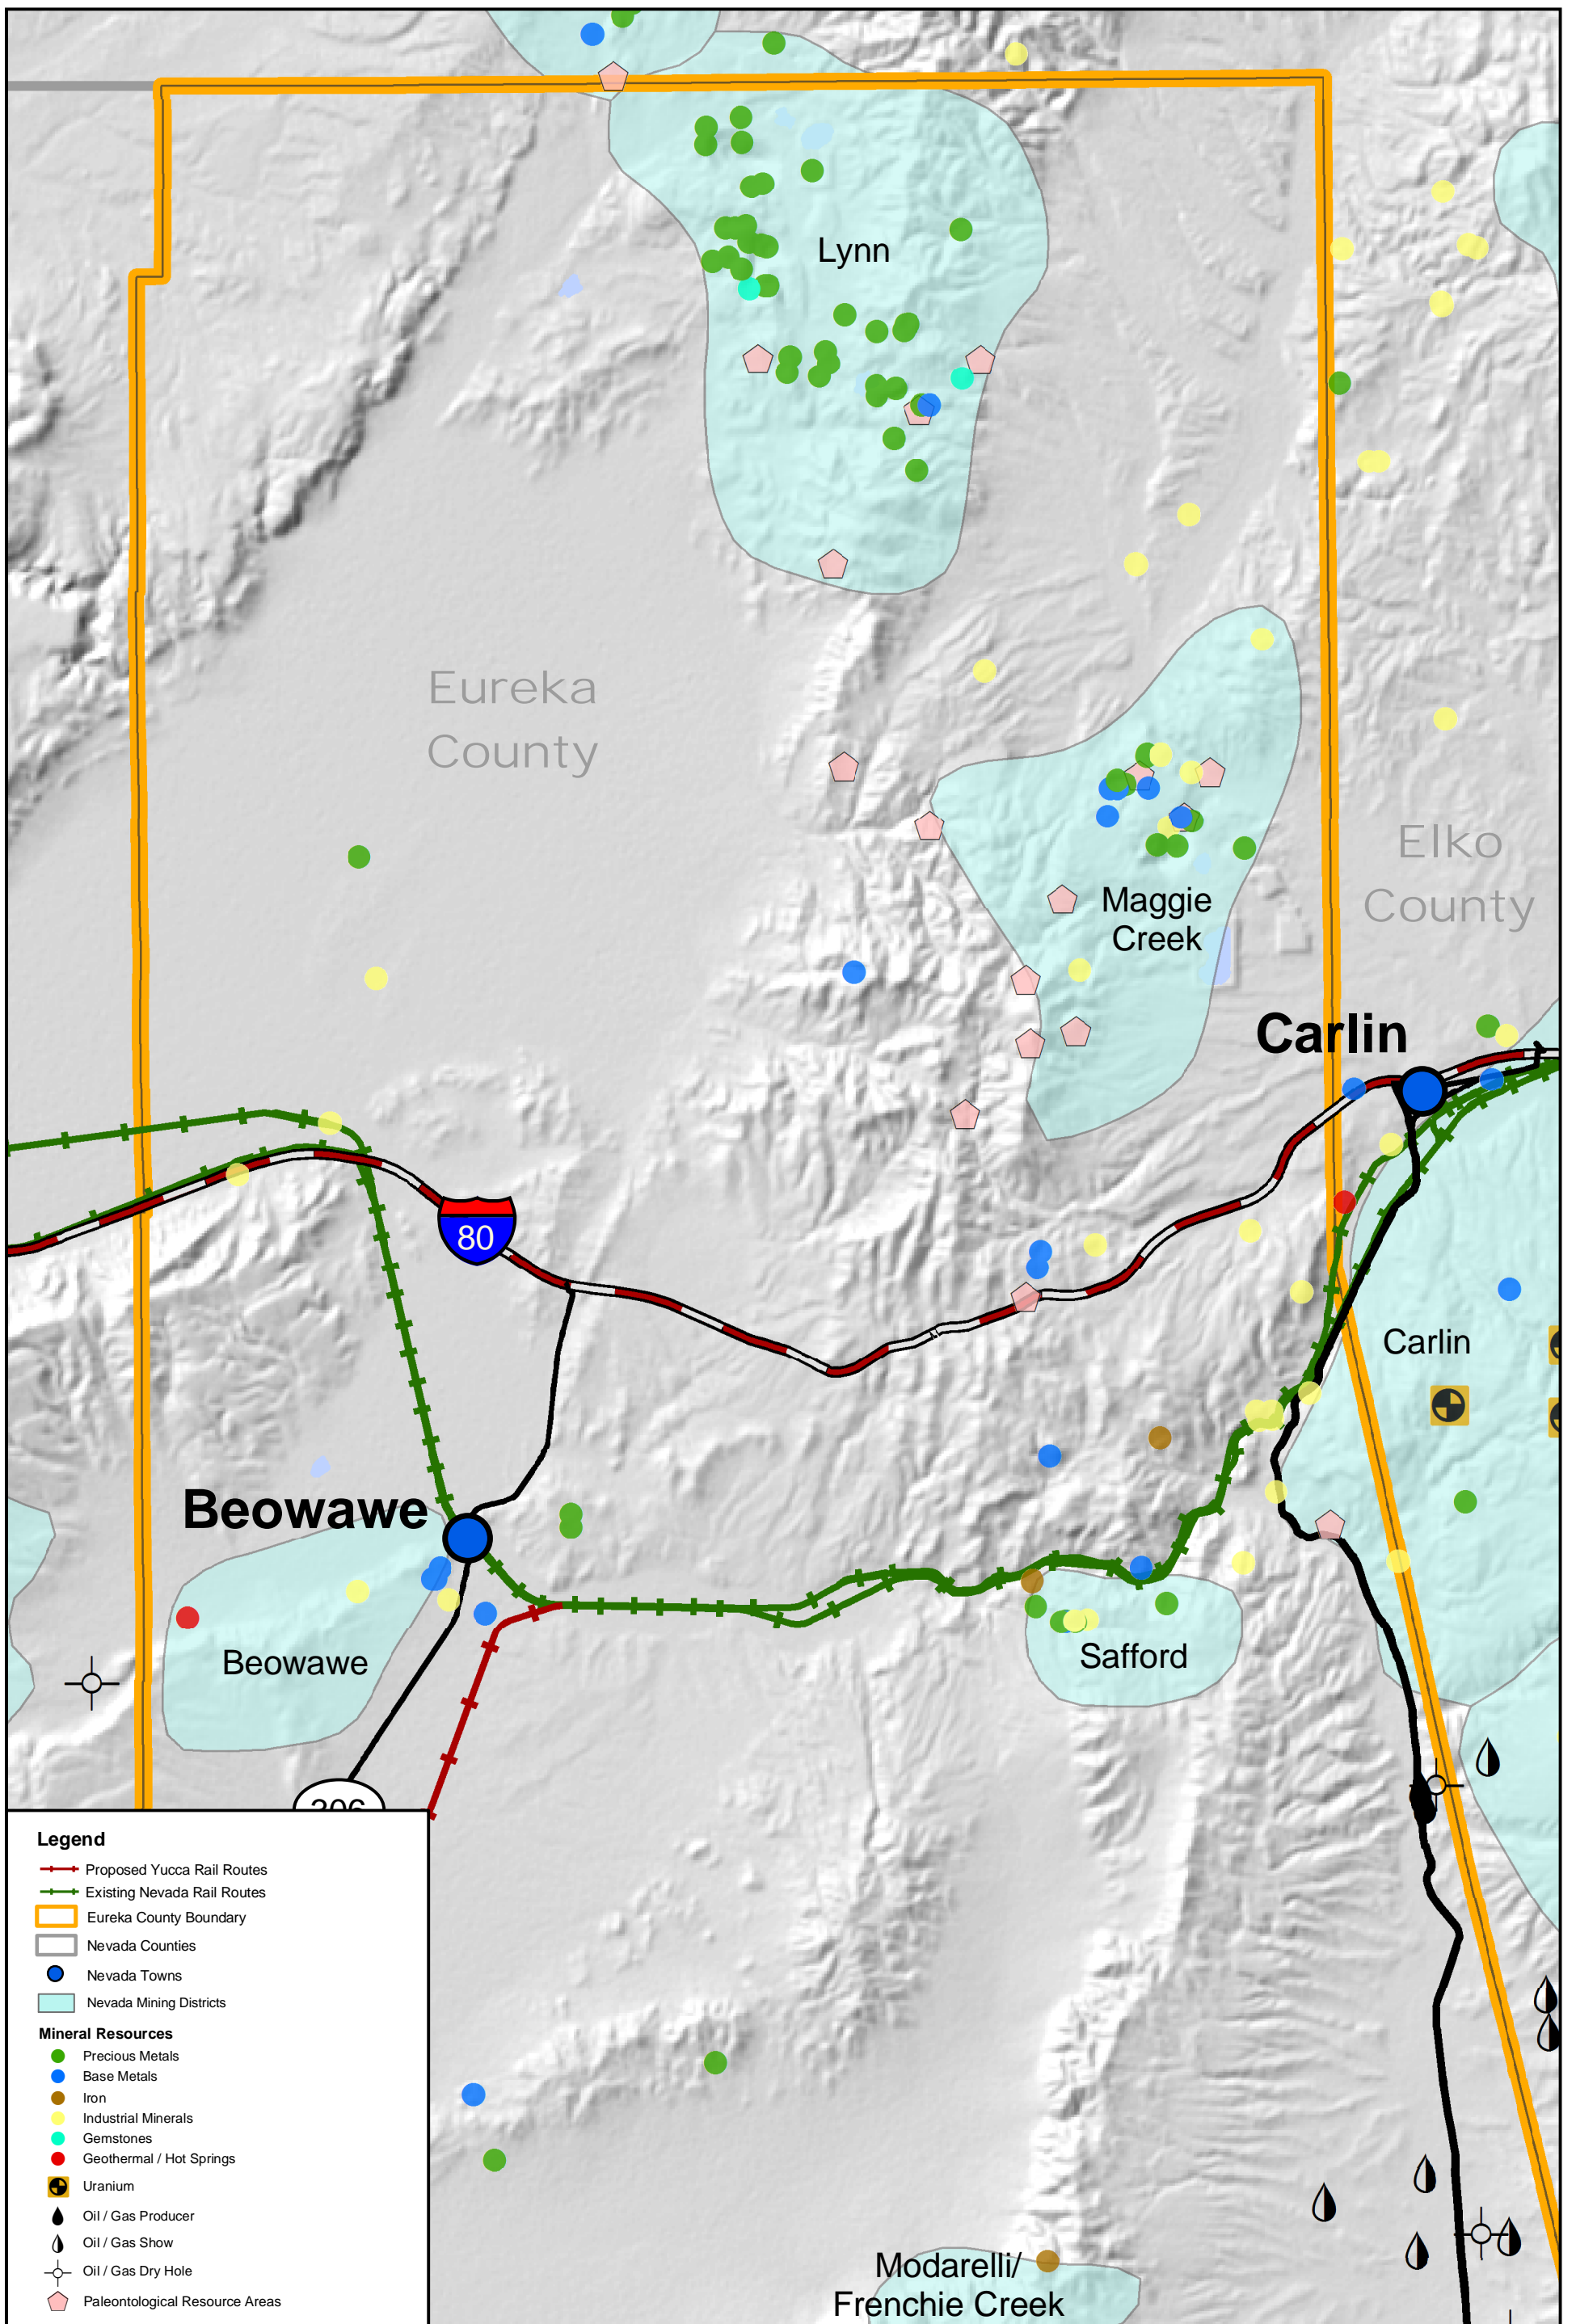 Lynn
Eureka
County
Elko
County
Maggie
Creek
Carlin
80
Carlin
Beowawe
Beowawe
Safford
Modarelli/
Frenchie Creek
Legend
Proposed Yucca Rail Routes
Existing Nevada Rail Routes
Eureka County Boundary
Nevada Counties
Nevada Towns
Nevada Mining Districts
Mineral Resources
Precious Metals
Base Metals
Iron
Industrial Minerals
Gemstones
Geothermal / Hot Springs
Uranium
Oil / Gas Producer
Oil / Gas Show
Oil / Gas Dry Hole
Paleontological Resource Areas